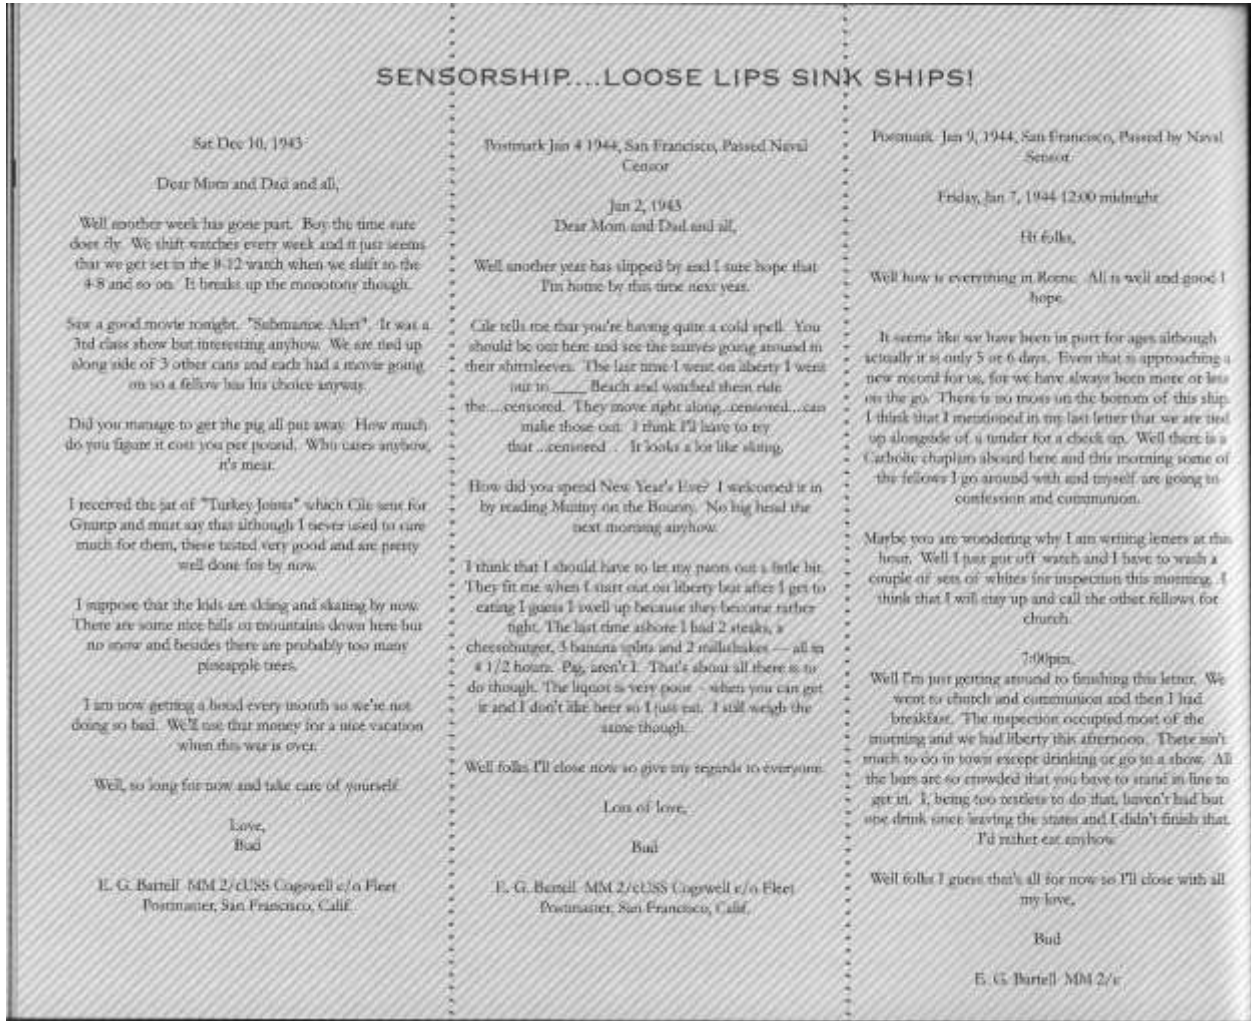 SENSORSHIP....LOOSE LIPS SINK SHIPS!
Sat Dec 10, 1943
Dear Mom and Dad and all,
Well another week has gone past. Boy the time sure
does fly. We shift watches every week and it just seems
that we get set in the 8-12 watch when we shift to the
4-8 and so on. It breaks up the monotony though.
Saw a good movie tonight. "Submarine Alert". It was a
3rd class show but interesting anyhow. We are tied up
along side of 3 other cans and each had a movie going
on so a fellow has his choice anyway.
Did you manage to get the pig all put away. How much
do you figure it cost you per pound. Who cares anyhow,
it's meat.
I received the jar of "Turkey Joints" which Cile sent for
Gramp and must say that although I never used to care
much for them, these tasted very good and are pretty
well done for by now.
I suppose that the kids are skiing and skating by now.
There are some nice hills or mountains down here but
no snow and besides there are probably too many
pineapple trees.
I am now getting a bond every month so we're not
doing so bad. We'll use that money for a nice vacation
when this war is over.
Well, so long for now and take care of yourself.
Love,
Bud
E. G. Bartell MM 2/cUSS Cogswell c/o Fleet
Postmaster, San Francisco, Calif.
Postmark Jan 4 1944, San Francisco, Passed Naval
Censor
Jan 2, 1943
Dear Mom and Dad and all,
Well another year has slipped by and I sure hope that
I'm home by this time next year.
Cile tells me that you're having quite a cold spell. You
should be out here and see the natives going around in
their shirtsleeves. The last time I went on liberty I went
out to ____ Beach and watched them ride
the....censored. They move right along...censored....can
make those out. I think I'll have to try
that ...censored . . It looks a lot like skiing.
How did you spend New Year's Eve? I welcomed it in
by reading Mutiny on the Bounty. No big head the
next morning anyhow.
I think that I should have to let my pants out a little bit.
They fit me when I start out on liberty but after I get to
eating I guess I swell up because they become rather
tight. The last time ashore I had 2 steaks, a
cheeseburger, 3 banana splits and 2 milkshakes — all in
4 1/2 hours. Pig, aren't I. That's about all there is to
do though. The liquor is very poor - when you can get
it and I don't like beer so I just eat. I still weigh the
same though.
Well folks I'll close now so give my regards to everyone.
Lots of love,
Bud
E. G. Bartell MM 2/cUSS Cogswell c/o Fleet
Postmaster, San Francisco, Calif.
Postmark Jan 9, 1944, San Francisco, Passed by Naval
Sensor
Friday, Jan 7, 1944 12:00 midnight
Hi folks,
Well how is everything in Rome. All is well and good I
hope.
It seems like we have been in port for ages although
actually it is only 5 or 6 days. Even that is approaching a
new record for us, for we have always been more or less
on the go. There is no moss on the bottom of this ship.
I think that I mentioned in my last letter that we are tied
up alongside of a tender for a check up. Well there is a
Catholic chaplain aboard here and this morning some of
the fellows I go around with and myself are going to
confession and communion.
Maybe you are wondering why I am writing letters at this
hour. Well I just got off watch and I have to wash a
couple of sets of whites for inspection this morning. I
think that I will stay up and call the other fellows for
church.
7:00pm.
Well I'm just getting around to finishing this letter. We
went to church and communion and then I had
breakfast. The inspection occupied most of the
morning and we had liberty this afternoon. There isn't
much to do in town except drinking or go to a show. All
the bars are so crowded that you have to stand in line to
get in. I, being too restless to do that, haven't had but
one drink since leaving the states and I didn't finish that.
I'd rather eat anyhow.
Well folks I guess that's all for now so I'll close with all
my love,
Bud
E. G. Bartell MM 2/c